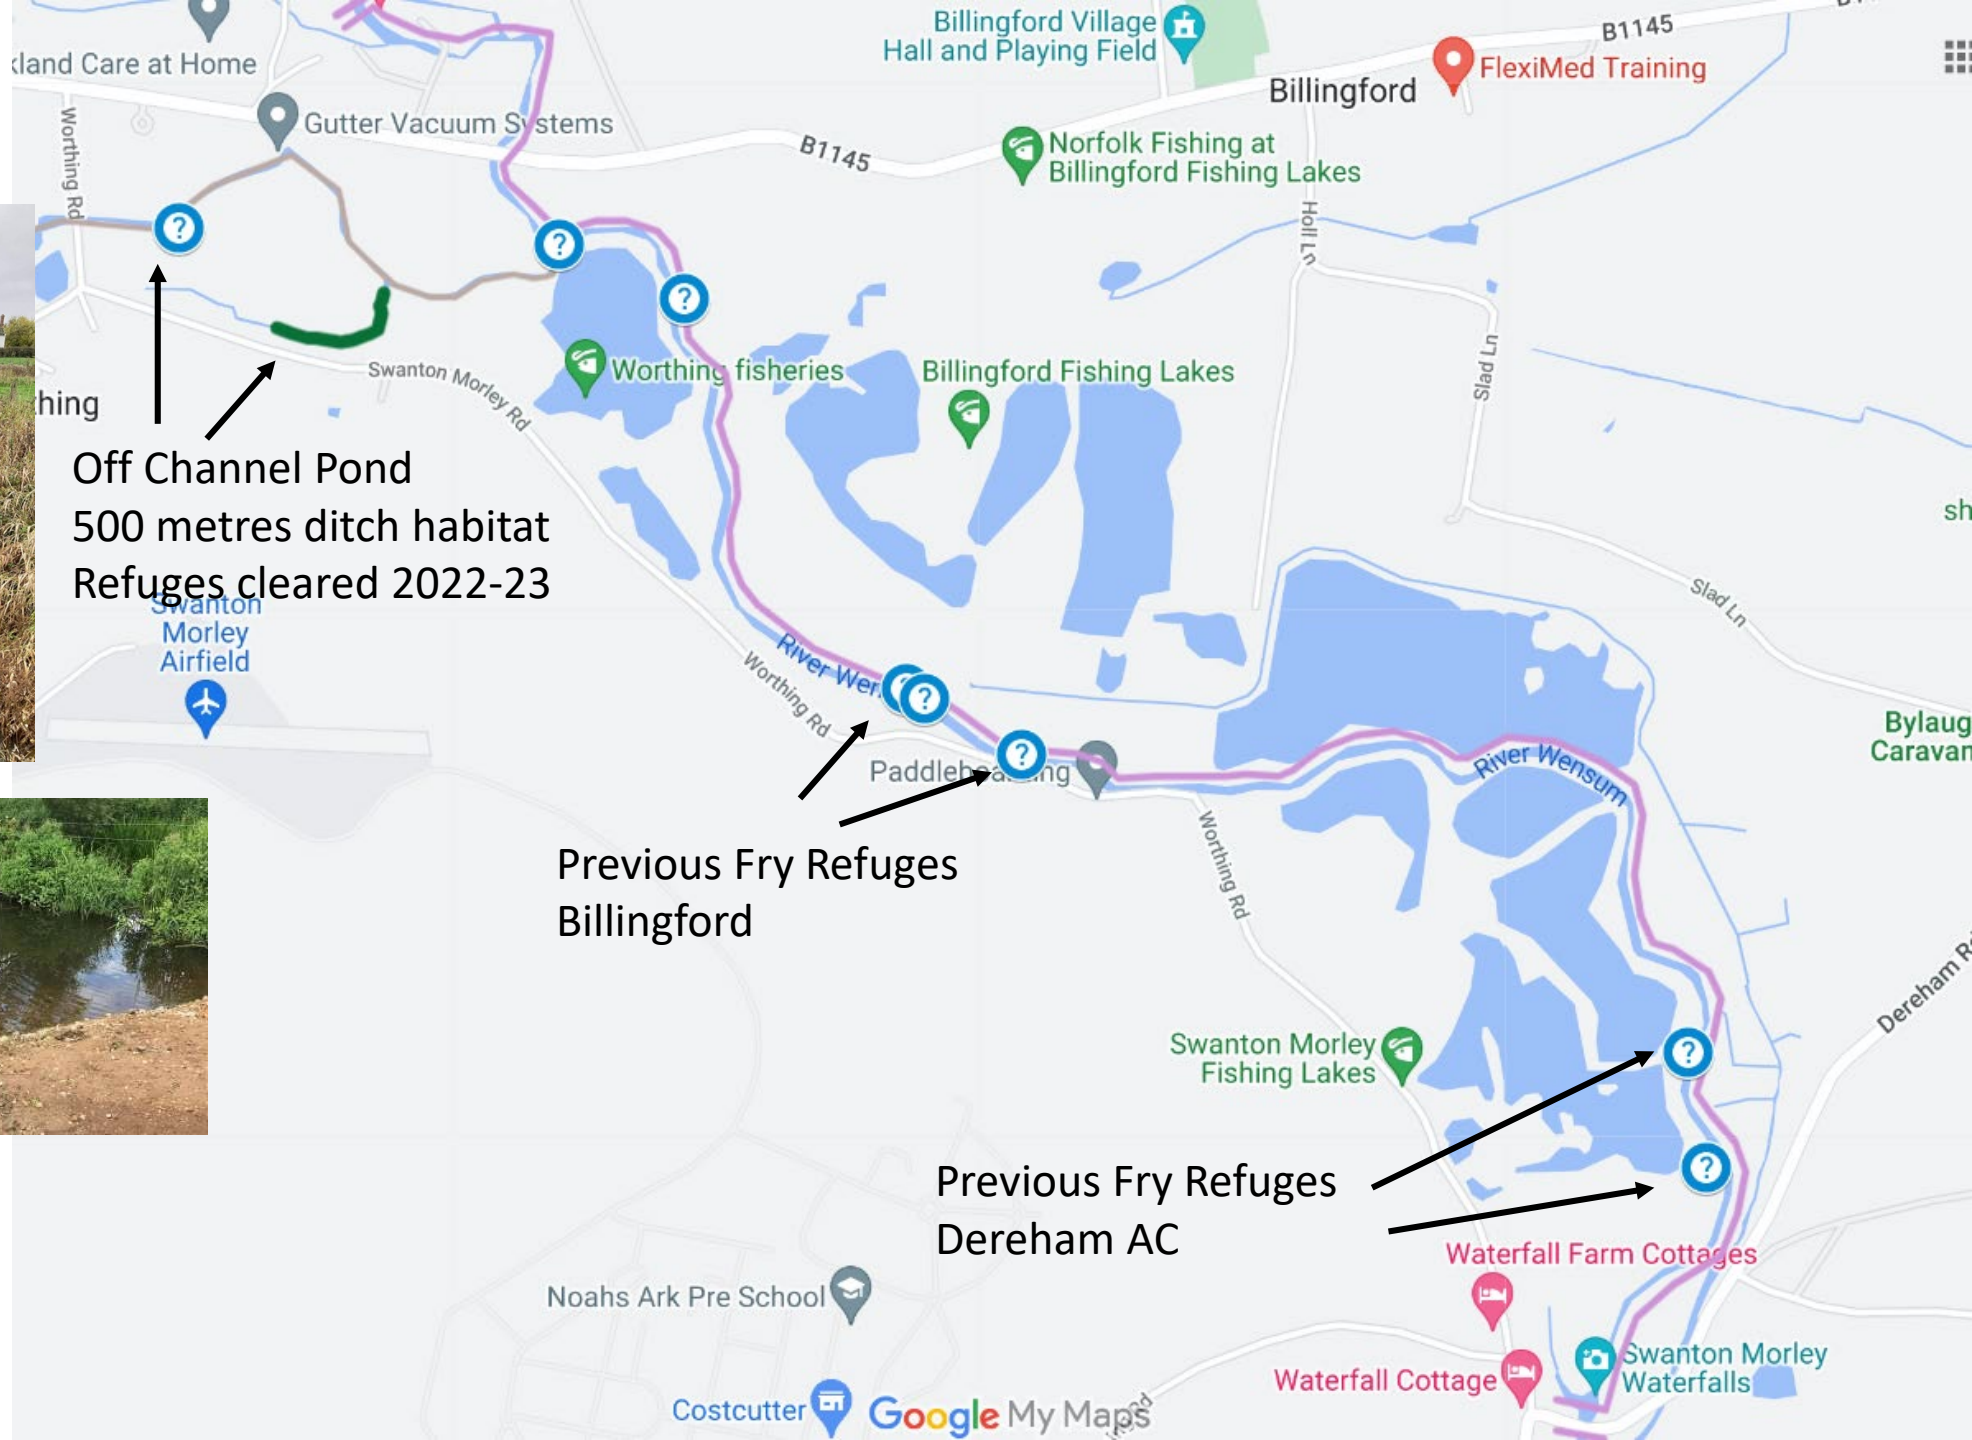 Billingford Village
Hall and Playing Field
B1145
kland Care at Home
FlexiMed Training
Billingford
Worthing Rd
Gutter Vacuum Systems
B1145
Norfolk Fishing at
Billingford Fishing Lakes
Holl Ln
Slad Ln
Worthing fisheries
Billingford Fishing Lakes
Swanton Morley Rd
hing
Off Channel Pond
500 metres ditch habitat
Refuges cleared 2022-23
sh
Swanton
Morley
Airfield
Slad Ln
River Wen
Worthing Rd
Bylaug
Caravan
River Wensum
Paddleboarding
Worthing Rd
Previous Fry Refuges
Billingford
Dereham Rd
Swanton Morley
Fishing Lakes
Previous Fry Refuges
Dereham AC
Waterfall Farm Cottages
Noahs Ark Pre School
Swanton Morley
Waterfalls
Waterfall Cottage
Costcutter
Google My Maps